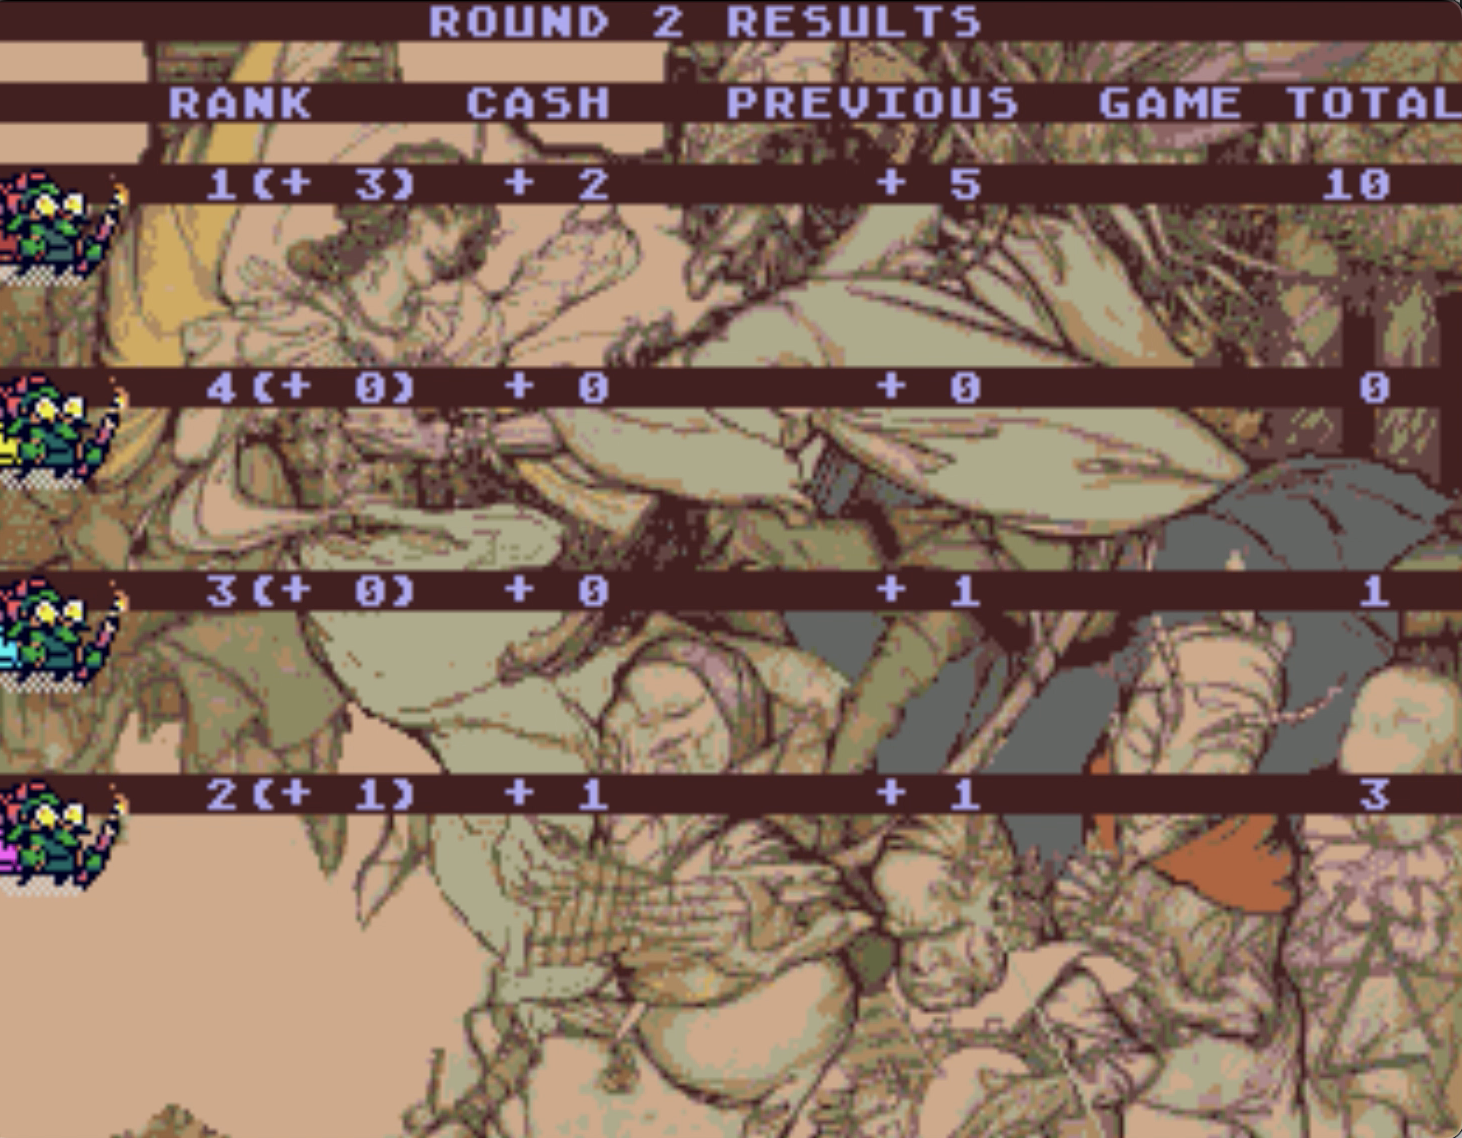 ROUND 2 RESULTS
RANK CASH PREVIOUS GAME TOTAL
1(+ 3) + 2 + 5 10
4(+ 0) + 0 + 0 0
3(+ 0) + 0 + 1 1
2(+ 1) + 1 + 1 3